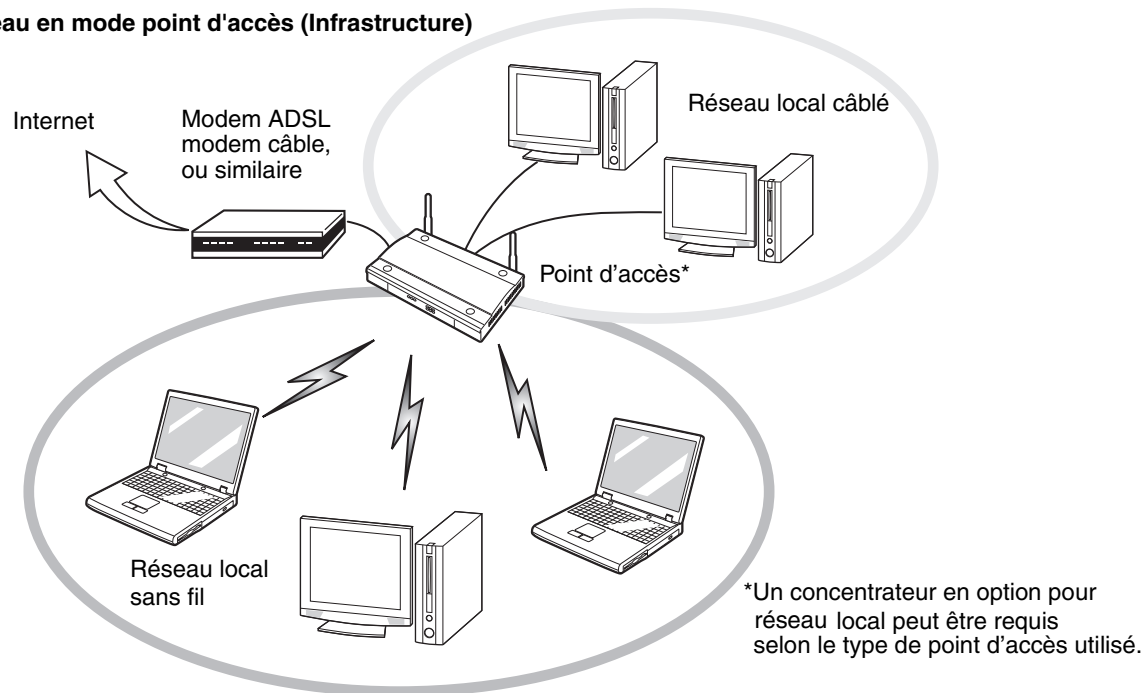 eau en mode point d'accès (Infrastructure)
Internet
Modem ADSL
modem câble,
ou similaire
Réseau local câblé
Point d’accès*
Réseau local
sans fil
*Un concentrateur en option pour
réseau local peut être requis
selon le type de point d’accès utilisé.